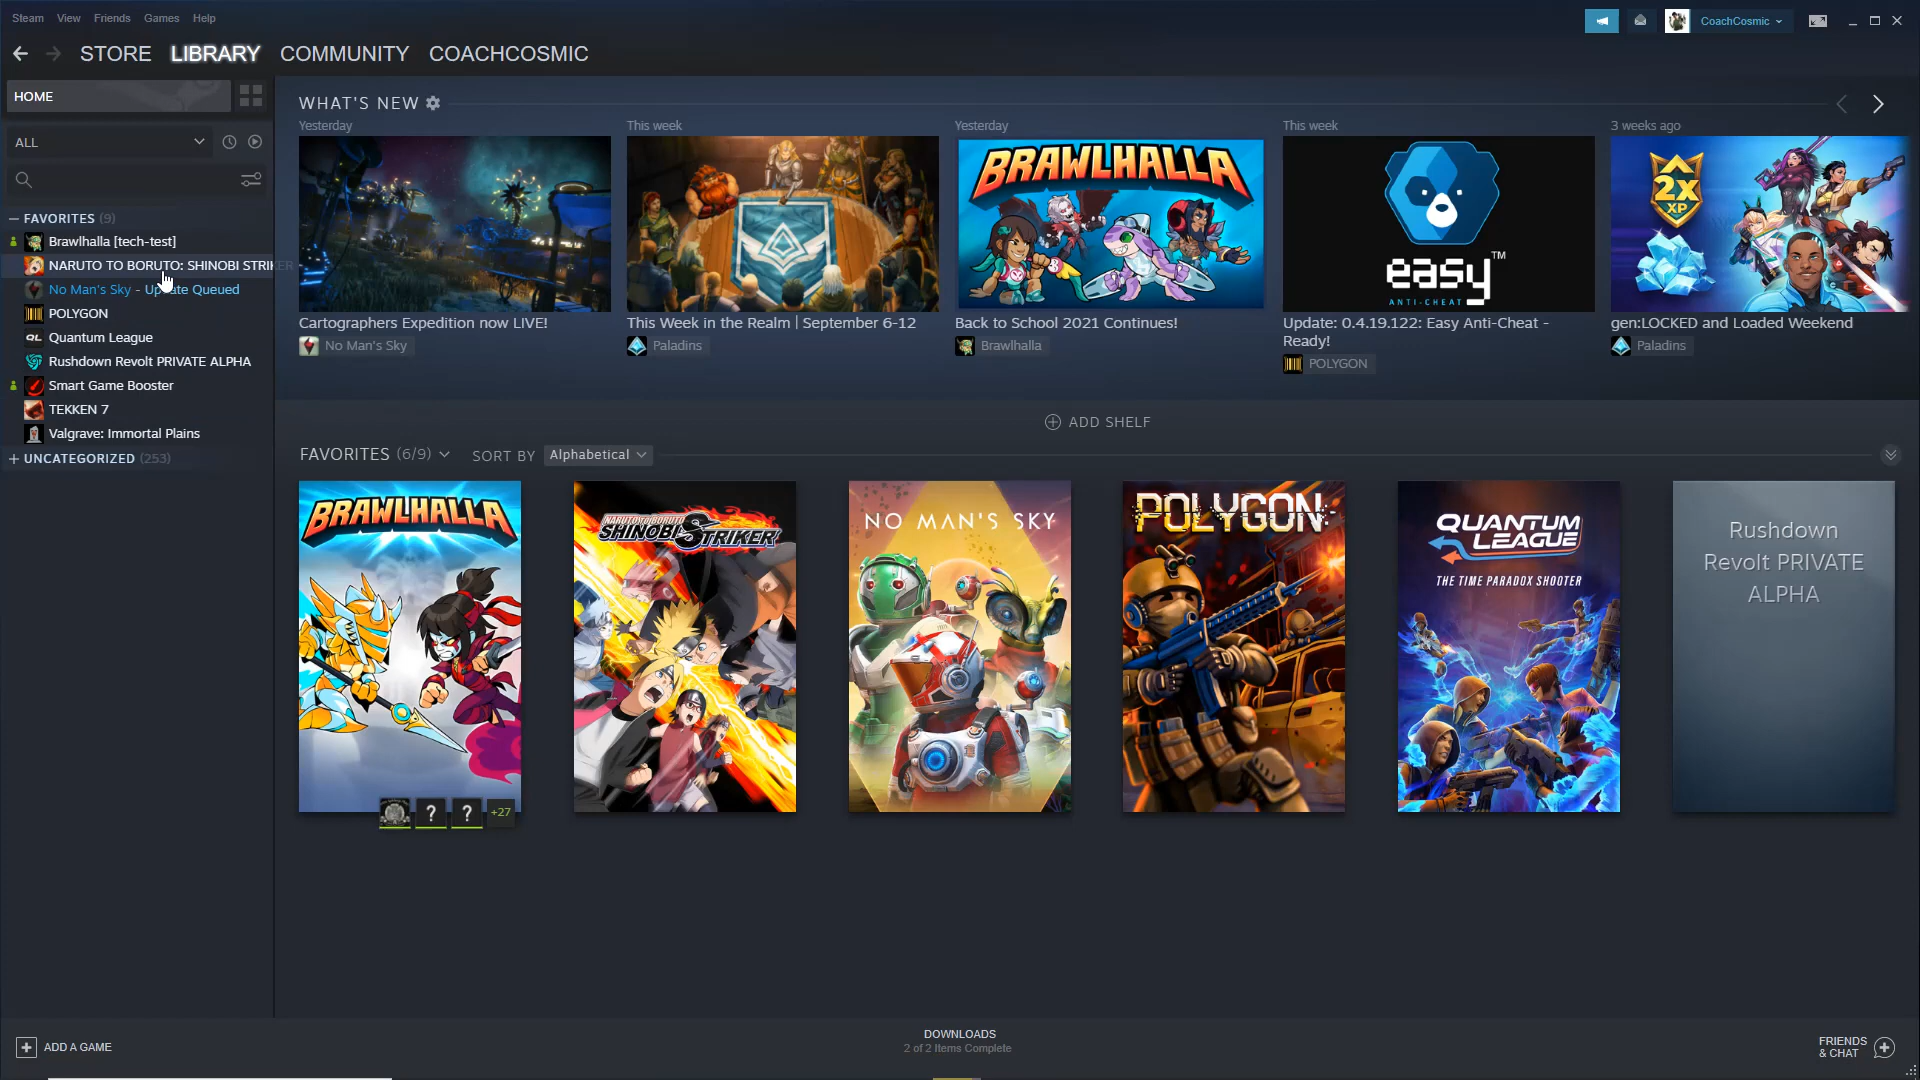 Steam View Friends Games Help
CoachCosmic
STORE LIBRARY COMMUNITY COACHCOSMIC
HOME
ALL
FAVORITES (9)
Brawlhalla [tech-test]
NARUTO TO BORUTO: SHINOBI STRIKER
No Man's Sky - Update Queued
POLYGON
QL Quantum League
Rushdown Revolt PRIVATE ALPHA
Smart Game Booster
TEKKEN 7
Valgrave: Immortal Plains
UNCATEGORIZED (253)
WHAT'S NEW
Yesterday
Cartographers Expedition now LIVE!
No Man's Sky
This week
This Week in the Realm | September 6-12
Paladins
Yesterday
BRAWLHALLA
Back to School 2021 Continues!
Brawlhalla
This week
easy™
ANTI-CHEAT
Update: 0.4.19.122: Easy Anti-Cheat -
Ready!
POLYGON
3 weeks ago
2X
XP
gen:LOCKED and Loaded Weekend
Paladins
ADD SHELF
FAVORITES (6/9) SORT BY Alphabetical
BRAWLHALLA
? ? +27
NARUTO TO BORUTO
SHINOBI STRIKER
NO MAN'S SKY
POLYGON
QUANTUM
LEAGUE
THE TIME PARADOX SHOOTER
Rushdown
Revolt PRIVATE
ALPHA
ADD A GAME
DOWNLOADS
2 of 2 Items Complete
FRIENDS
& CHAT